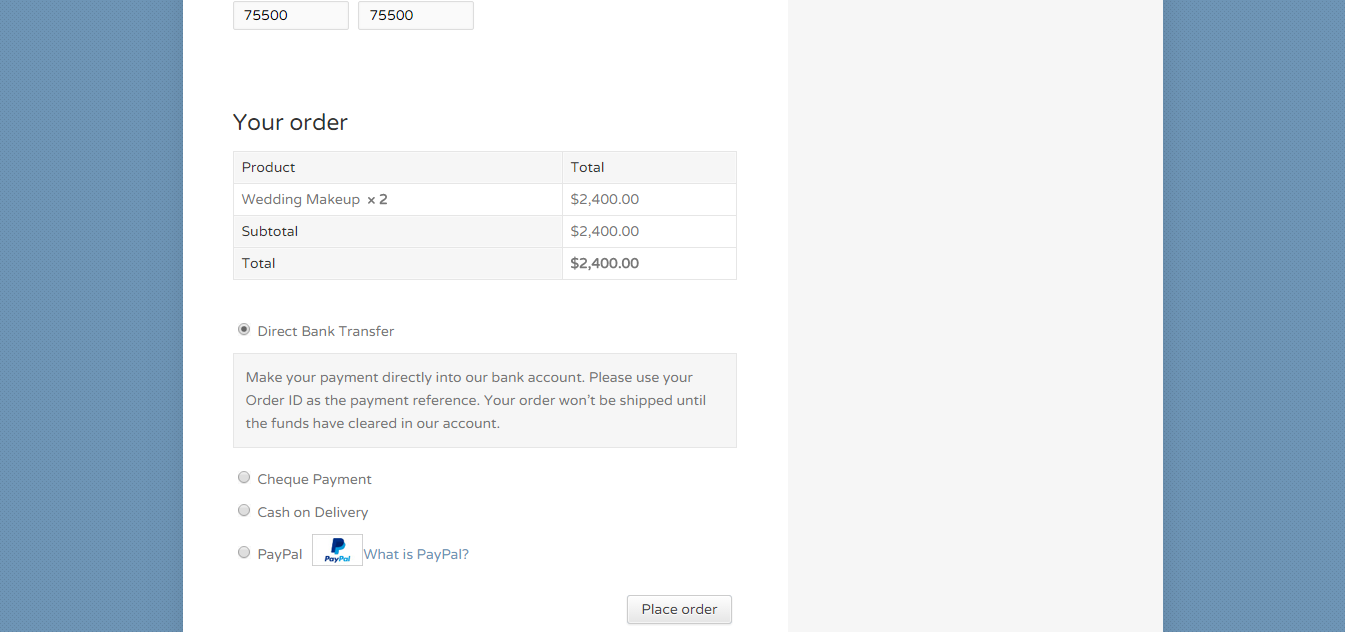 75500 75500
Your order
Product Total
Wedding Makeup × 2 $2,400.00
Subtotal $2,400.00
Total $2,400.00
Direct Bank Transfer
Make your payment directly into our bank account. Please use your
Order ID as the payment reference. Your order won’t be shipped until
the funds have cleared in our account.
Cheque Payment
Cash on Delivery
PayPal PayPal What is PayPal?
Place order